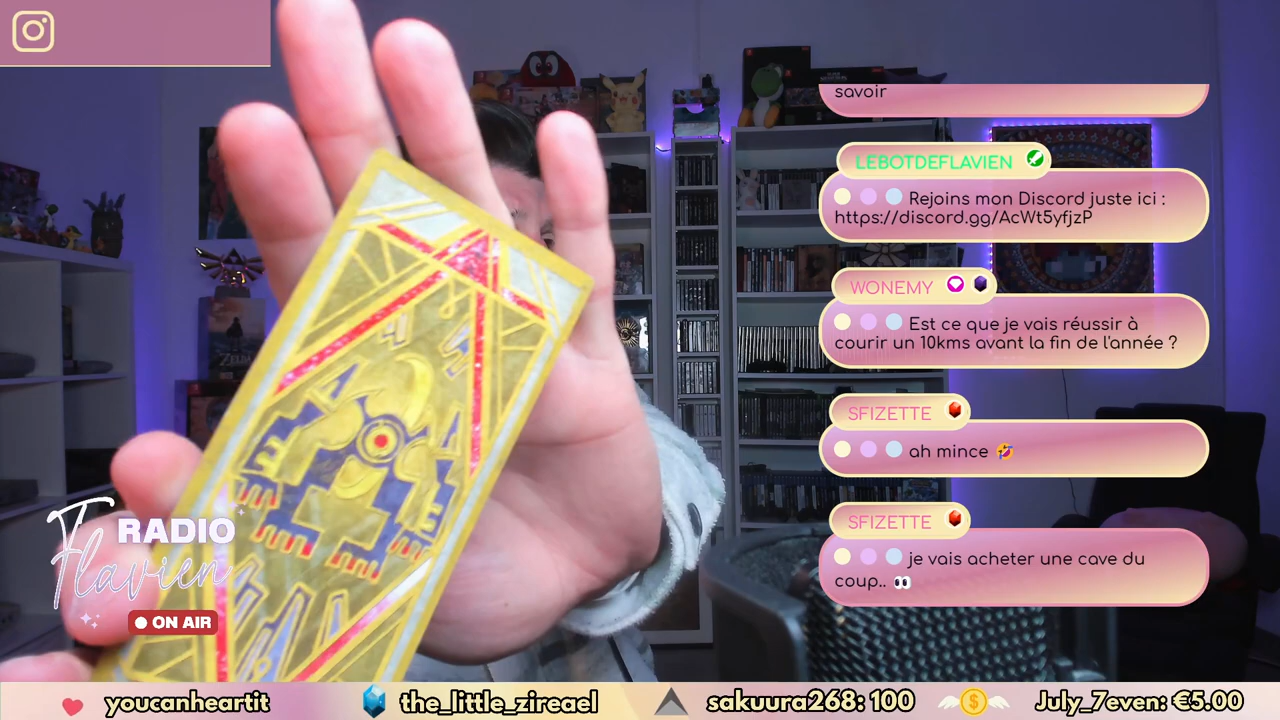 savoir
LEBOTDEFLAVIEN
Rejoins mon Discord juste ici :
https://discord.gg/AcWt5yfjzP
WONEMY
Est ce que je vais réussir à
courir un 10kms avant la fin de l'année ?
SFIZETTE
ah mince 🤣
SFIZETTE
je vais acheter une cave du
coup.. 👀
ZELDA
RADIO
Flavien
ON AIR
youcanheartit
the_little_zireael
sakuura268: 100
July_7even: €5.00